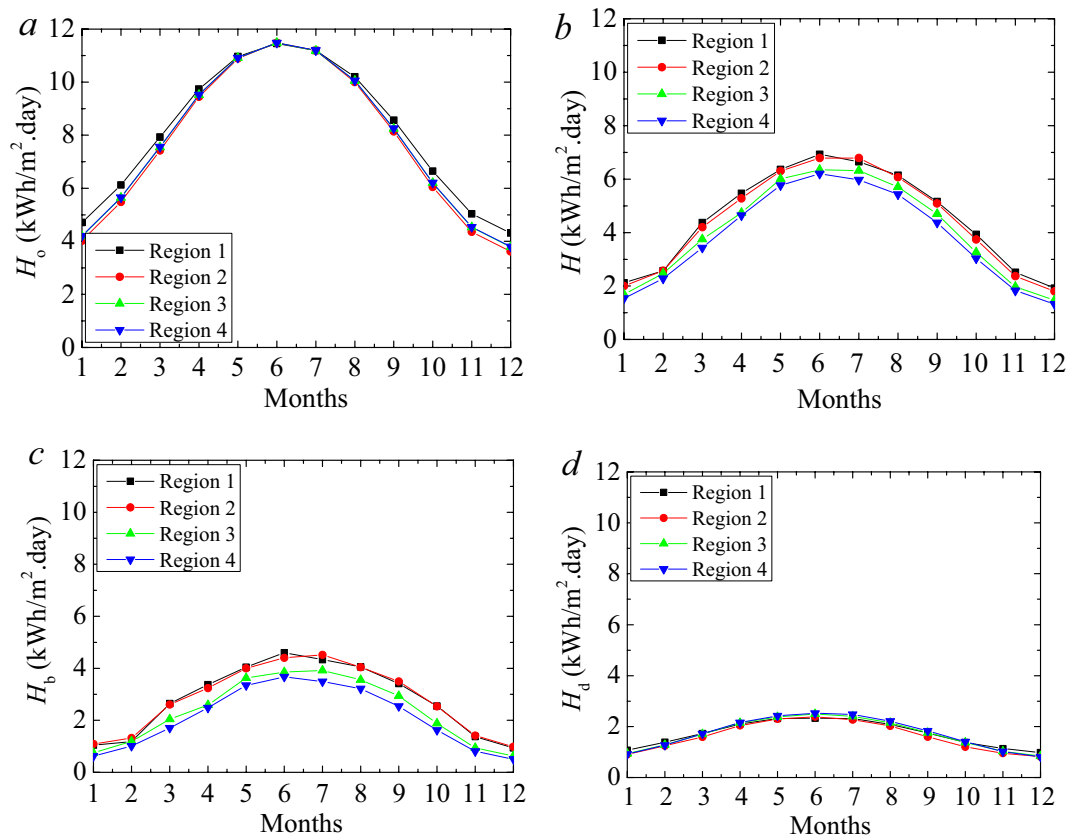 a
12
10
8
6
4
2
0
H₀ (kWh/m².day)
Region 1
Region 2
Region 3
Region 4
1 2 3 4 5 6 7 8 9 10 11 12
Months
b
12
10
8
6
4
2
0
H (kWh/m².day)
Region 1
Region 2
Region 3
Region 4
1 2 3 4 5 6 7 8 9 10 11 12
Months
c
12
10
8
6
4
2
0
H_b (kWh/m².day)
Region 1
Region 2
Region 3
Region 4
1 2 3 4 5 6 7 8 9 10 11 12
Months
d
12
10
8
6
4
2
0
H_d (kWh/m².day)
Region 1
Region 2
Region 3
Region 4
1 2 3 4 5 6 7 8 9 10 11 12
Months